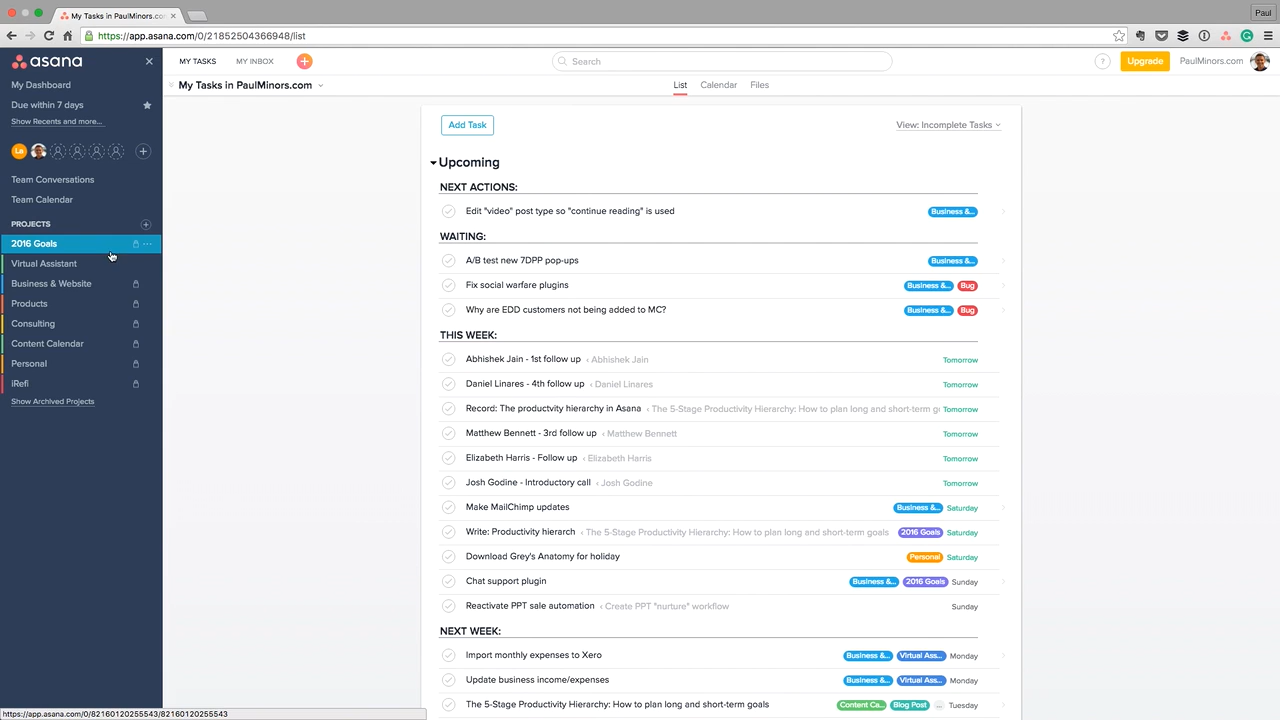 My Tasks in PaulMinors.com
Paul
https://app.asana.com/0/21852504366948/list
asana
MY TASKS
MY INBOX
Search
?
Upgrade
PaulMinors.com
My Dashboard
Due within 7 days
Show Recents and more...
La
Team Conversations
Team Calendar
PROJECTS
2016 Goals
Virtual Assistant
Business & Website
Products
Consulting
Content Calendar
Personal
iRefi
Show Archived Projects
My Tasks in PaulMinors.com
List
Calendar
Files
Add Task
View: Incomplete Tasks
Upcoming
NEXT ACTIONS:
Edit "video" post type so "continue reading" is used Business &...
WAITING:
A/B test new 7DPP pop-ups Business &...
Fix social warfare plugins Business &... Bug
Why are EDD customers not being added to MC? Business &... Bug
THIS WEEK:
Abhishek Jain - 1st follow up ‹ Abhishek Jain Tomorrow
Daniel Linares - 4th follow up ‹ Daniel Linares Tomorrow
Record: The productvity hierarchy in Asana ‹ The 5-Stage Productivity Hierarchy: How to plan long and short-term g Tomorrow
Matthew Bennett - 3rd follow up ‹ Matthew Bennett Tomorrow
Elizabeth Harris - Follow up ‹ Elizabeth Harris Tomorrow
Josh Godine - Introductory call ‹ Josh Godine Tomorrow
Make MailChimp updates Business &... Saturday
Write: Productivity hierarch ‹ The 5-Stage Productivity Hierarchy: How to plan long and short-term goals 2016 Goals Saturday
Download Grey's Anatomy for holiday Personal Saturday
Chat support plugin Business &... 2016 Goals Sunday
Reactivate PPT sale automation ‹ Create PPT "nurture" workflow Sunday
NEXT WEEK:
Import monthly expenses to Xero Business &... Virtual Ass... Monday
Update business income/expenses Business &... Virtual Ass... Monday
The 5-Stage Productivity Hierarchy: How to plan long and short-term goals Content Ca... Blog Post ... Tuesday
https://app.asana.com/0/82160120255543/82160120255543